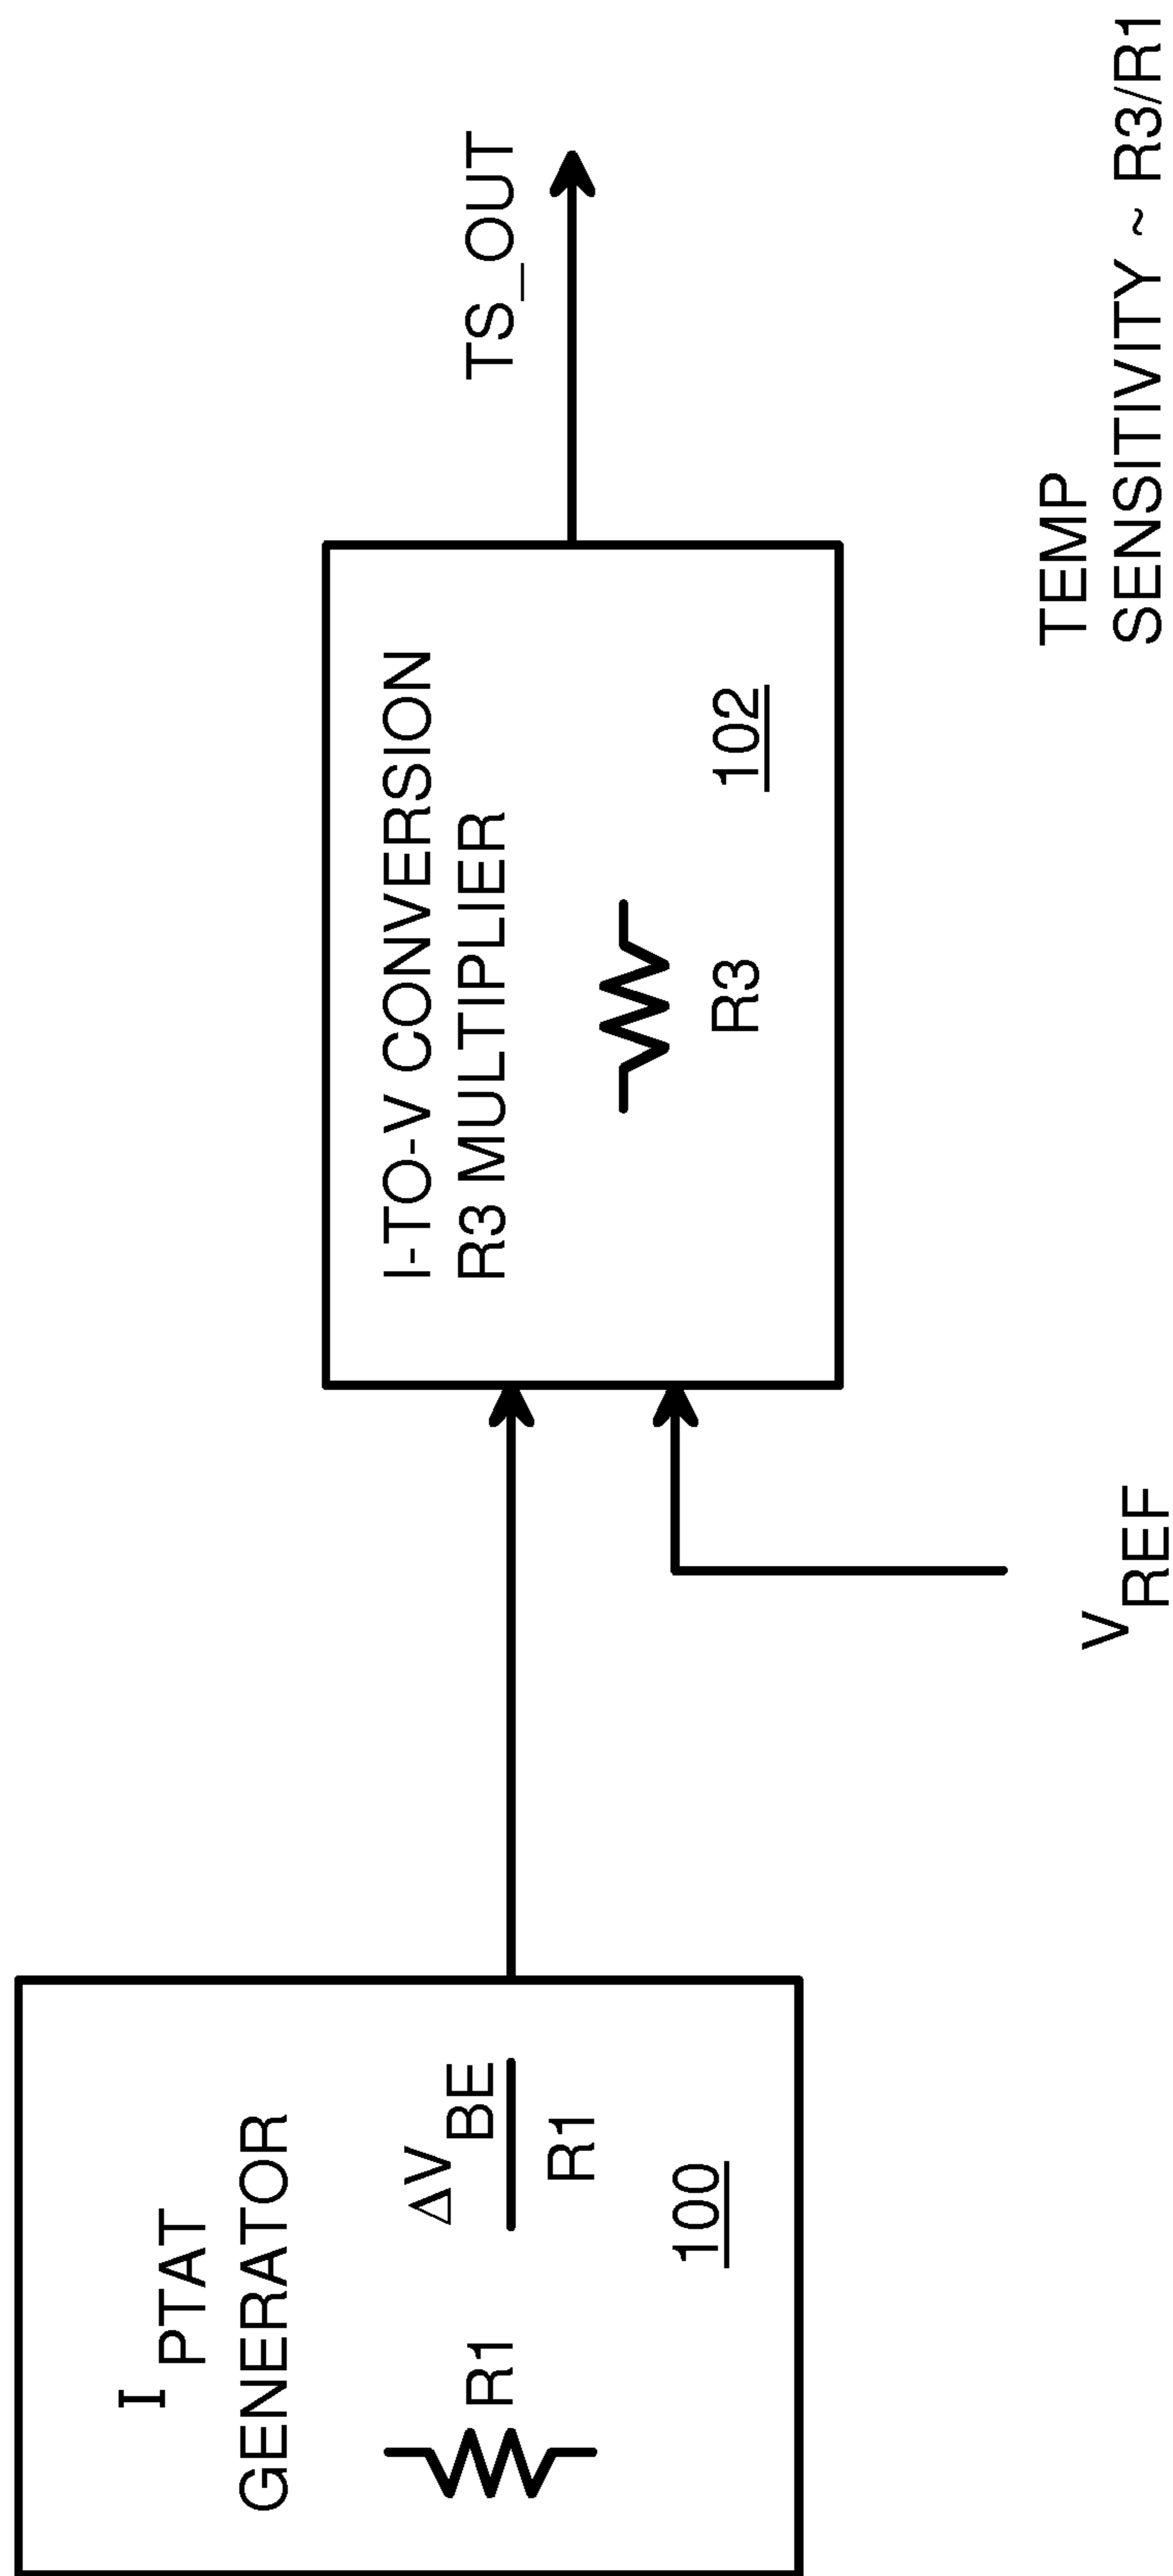 I PTAT
GENERATOR
R1
ΔV BE
R1
100
I-TO-V CONVERSION
R3 MULTIPLIER
R3
102
TS_OUT
V REF
TEMP
SENSITIVITY ~ R3/R1